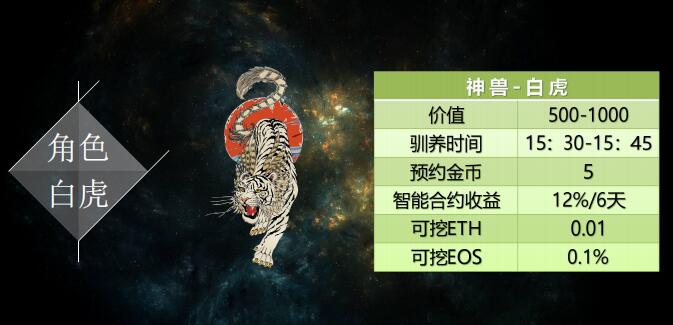 角色
白虎
神兽-白虎
价值 500-1000
驯养时间 15：30-15：45
预约金币 5
智能合约收益 12%/6天
可挖ETH 0.01
可挖EOS 0.1%